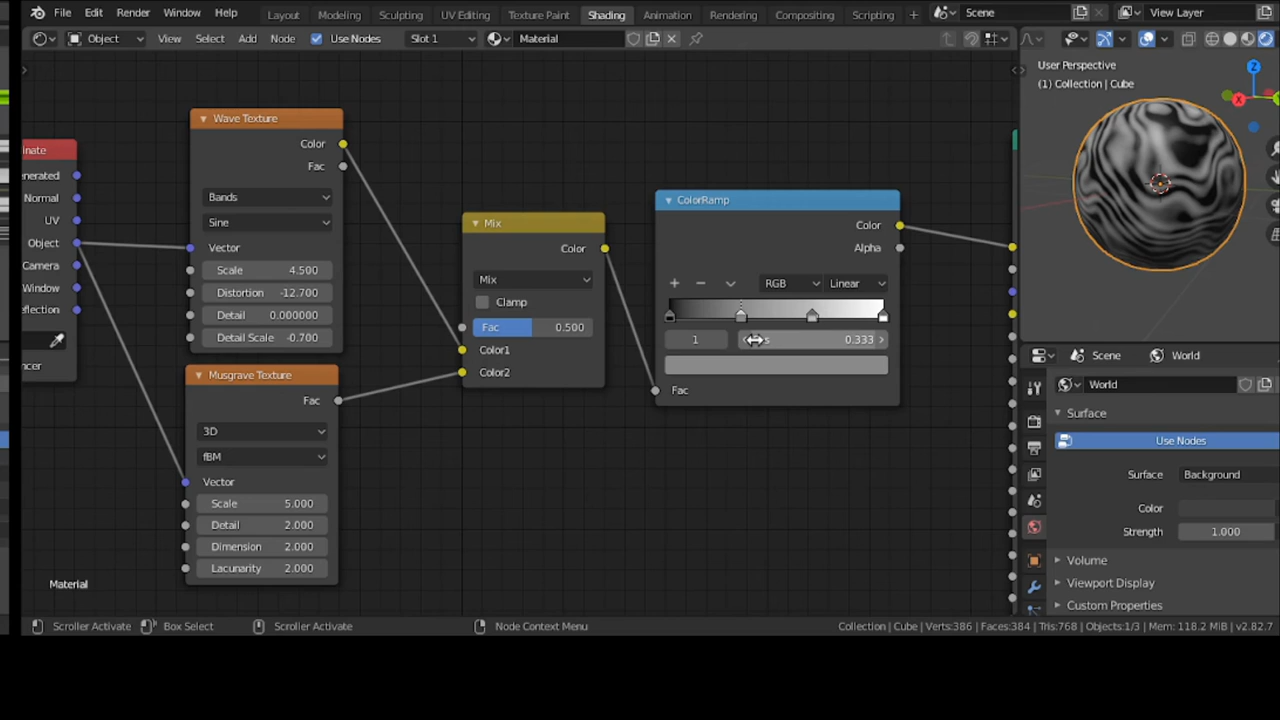 File Edit Render Window Help Layout Modeling Sculpting UV Editing Texture Paint Shading Animation Rendering Compositing Scripting + Scene View Layer
Object View Select Add Node Use Nodes Slot 1 Material
User Perspective
(1) Collection | Cube
Z
X
inate
enerated
Normal
UV
Object
Camera
Window
flection
ncer
Wave Texture
Color
Fac
Bands
Sine
Vector
Scale 4.500
Distortion -12.700
Detail 0.000000
Detail Scale -0.700
Musgrave Texture
Fac
3D
fBM
Vector
Scale 5.000
Detail 2.000
Dimension 2.000
Lacunarity 2.000
Mix
Color
Mix
Clamp
Fac 0.500
Color1
Color2
ColorRamp
Color
Alpha
RGB Linear
1 s 0.333
Fac
Scene World
World
Surface
Use Nodes
Surface Background
Color
Strength 1.000
Volume
Viewport Display
Custom Properties
Material
Scroller Activate Box Select Scroller Activate Node Context Menu Collection | Cube | Verts:386 | Faces:384 | Tris:768 | Objects:1/3 | Mem: 118.2 MiB | v2.82.7